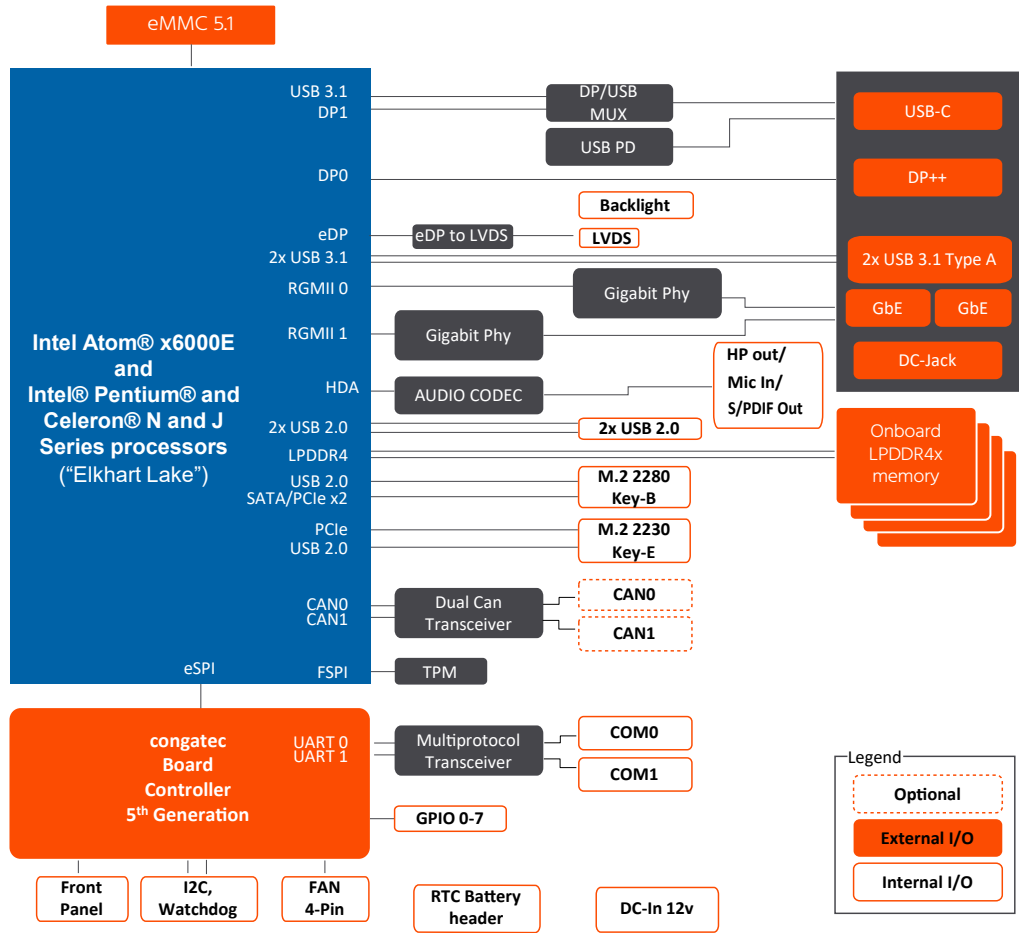 eMMC 5.1
USB 3.1
DP1
DP/USB
MUX
USB PD
USB-C
DP0
DP++
Backlight
eDP
eDP to LVDS
LVDS
2x USB 3.1
2x USB 3.1 Type A
RGMII 0
Gigabit Phy
GbE
GbE
RGMII 1
Gigabit Phy
DC-Jack
Intel Atom® x6000E
and
Intel® Pentium® and
Celeron® N and J
Series processors
(“Elkhart Lake”)
HDA
AUDIO CODEC
HP out/
Mic In/
S/PDIF Out
2x USB 2.0
2x USB 2.0
LPDDR4
Onboard
LPDDR4x
memory
USB 2.0
SATA/PCIe x2
M.2 2280
Key-B
PCIe
USB 2.0
M.2 2230
Key-E
CAN0
CAN1
Dual Can
Transceiver
CAN0
CAN1
eSPI
FSPI
TPM
congatec
Board
Controller
5th Generation
UART 0
UART 1
Multiprotocol
Transceiver
COM0
COM1
GPIO 0-7
Front
Panel
I2C,
Watchdog
FAN
4-Pin
RTC Battery
header
DC-In 12v
Legend
Optional
External I/O
Internal I/O